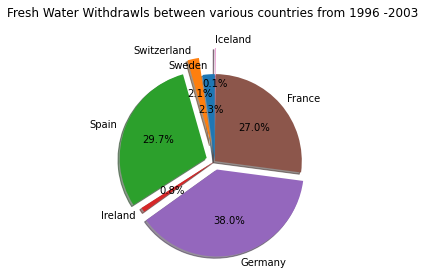 Fresh Water Withdrawls between various countries from 1996 -2003
Iceland
Switzerland
Sweden
0.1%
2.1%
2.3%
France
27.0%
Spain
29.7%
0.8%
Ireland
38.0%
Germany